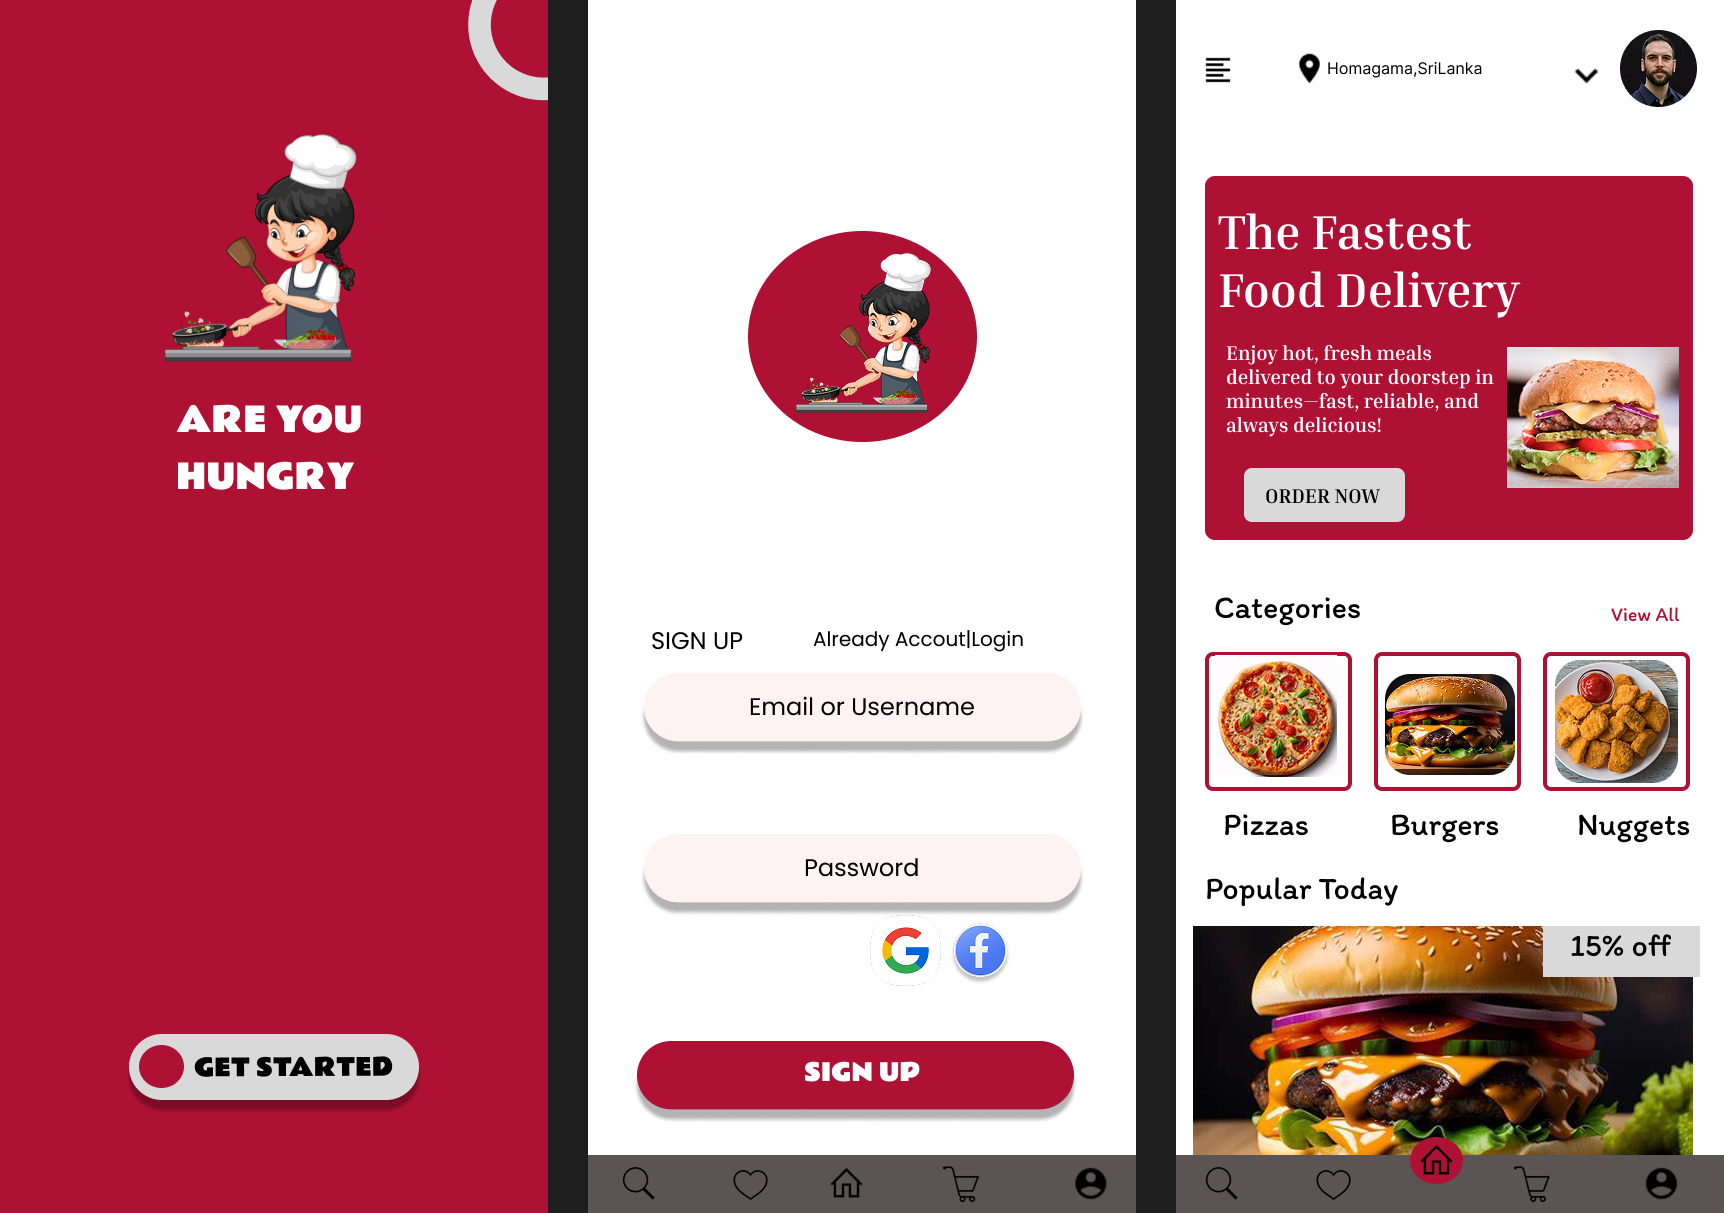 ARE YOU
HUNGRY
GET STARTED
SIGN UP
Already Accout|Login
Email or Username
Password
SIGN UP
Homagama,SriLanka
The Fastest
Food Delivery
Enjoy hot, fresh meals
delivered to your doorstep in
minutes—fast, reliable, and
always delicious!
ORDER NOW
Categories
View All
Pizzas
Burgers
Nuggets
Popular Today
15% off